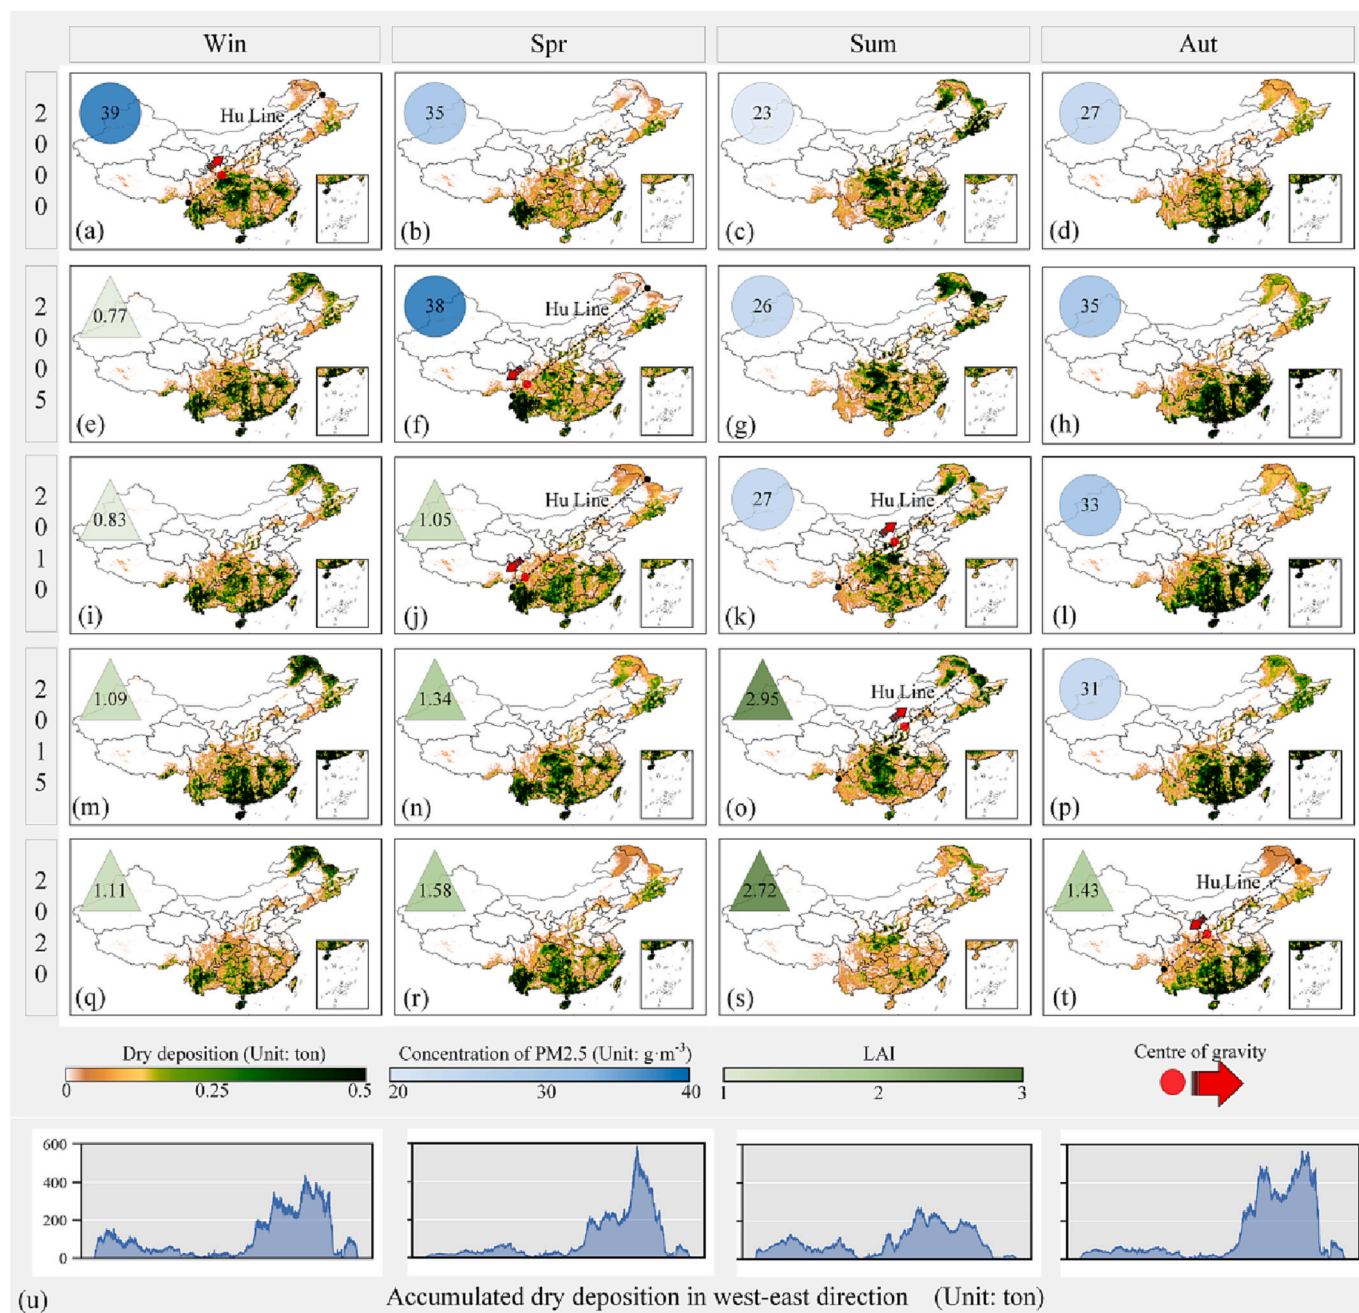 Win Spr Sum Aut
2000
39 Hu Line (a)
35 (b)
23 (c)
27 (d)
2005
0.77 (e)
38 Hu Line (f)
26 (g)
35 (h)
2010
0.83 (i)
1.05 Hu Line (j)
27 Hu Line (k)
33 (l)
2015
1.09 (m)
1.34 (n)
2.95 Hu Line (o)
31 (p)
2020
1.11 (q)
1.58 (r)
2.72 (s)
1.43 Hu Line (t)
Dry deposition (Unit: ton)
0 0.25 0.5
Concentration of PM2.5 (Unit: g·m⁻³)
20 30 40
LAI
1 2 3
Centre of gravity
600
400
200
0
(u) Accumulated dry deposition in west-east direction (Unit: ton)